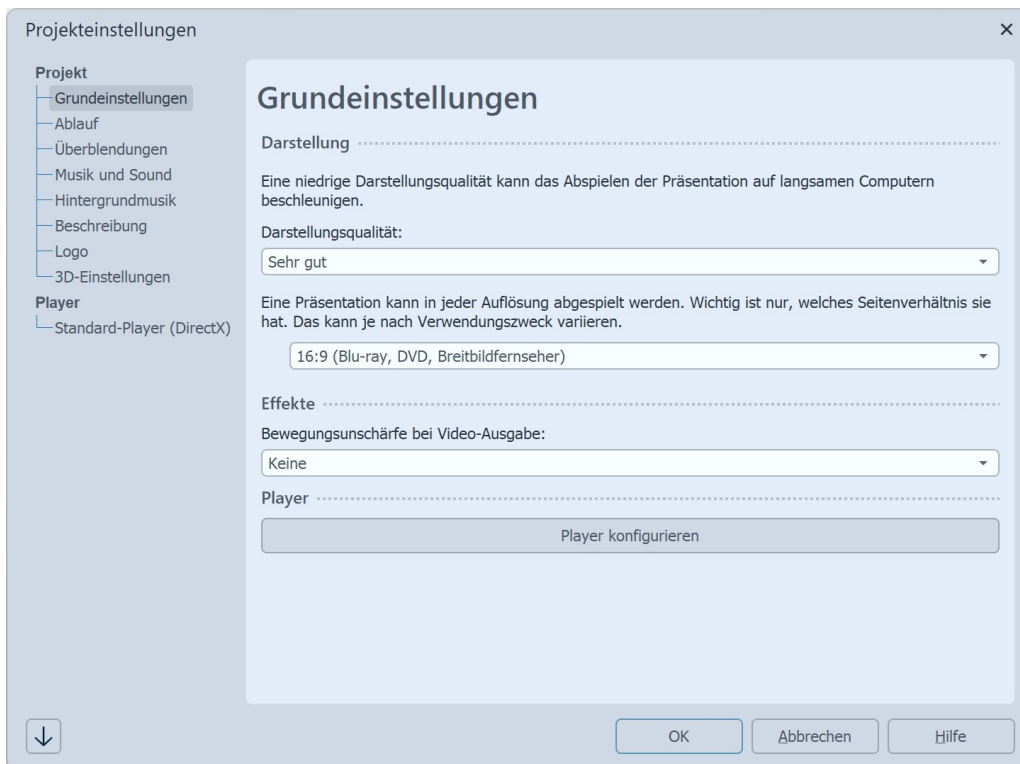 Projekteinstellungen
Projekt
Grundeinstellungen
Ablauf
Überblendungen
Musik und Sound
Hintergrundmusik
Beschreibung
Logo
3D-Einstellungen
Player
Standard-Player (DirectX)
Grundeinstellungen
Darstellung
Eine niedrige Darstellungsqualität kann das Abspielen der Präsentation auf langsamen Computern
beschleunigen.
Darstellungsqualität:
Sehr gut
Eine Präsentation kann in jeder Auflösung abgespielt werden. Wichtig ist nur, welches Seitenverhältnis sie
hat. Das kann je nach Verwendungszweck variieren.
16:9 (Blu-ray, DVD, Breitbildfernseher)
Effekte
Bewegungsunschärfe bei Video-Ausgabe:
Keine
Player
Player konfigurieren
OK
Abbrechen
Hilfe